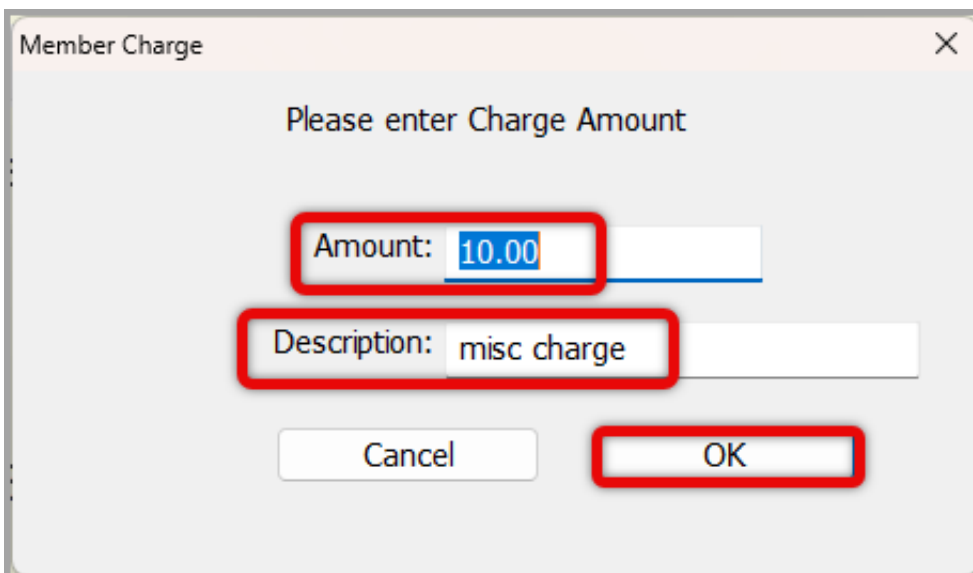 Member Charge
Please enter Charge Amount
Amount: 10.00
Description: misc charge
Cancel OK